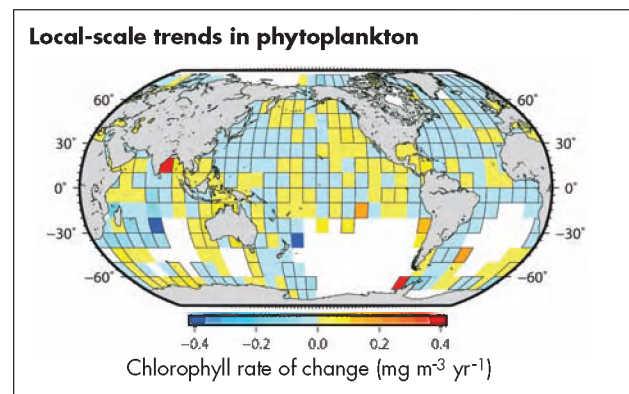 Local-scale trends in phytoplankton
60° 60°
30° 30°
0° 0°
−30° −30°
−60° −60°
−0.4 −0.2 0.0 0.2 0.4
Chlorophyll rate of change (mg m-3 yr-1)